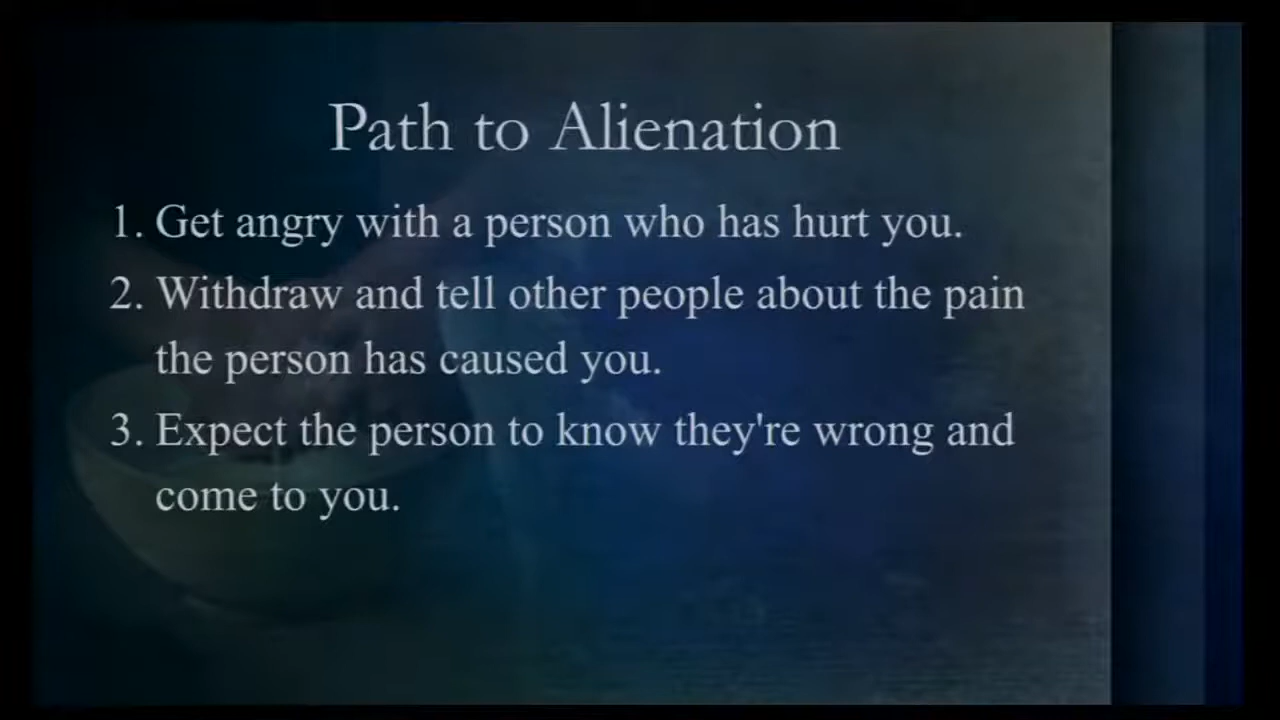 Path to Alienation
1. Get angry with a person who has hurt you.
2. Withdraw and tell other people about the pain
the person has caused you.
3. Expect the person to know they're wrong and
come to you.